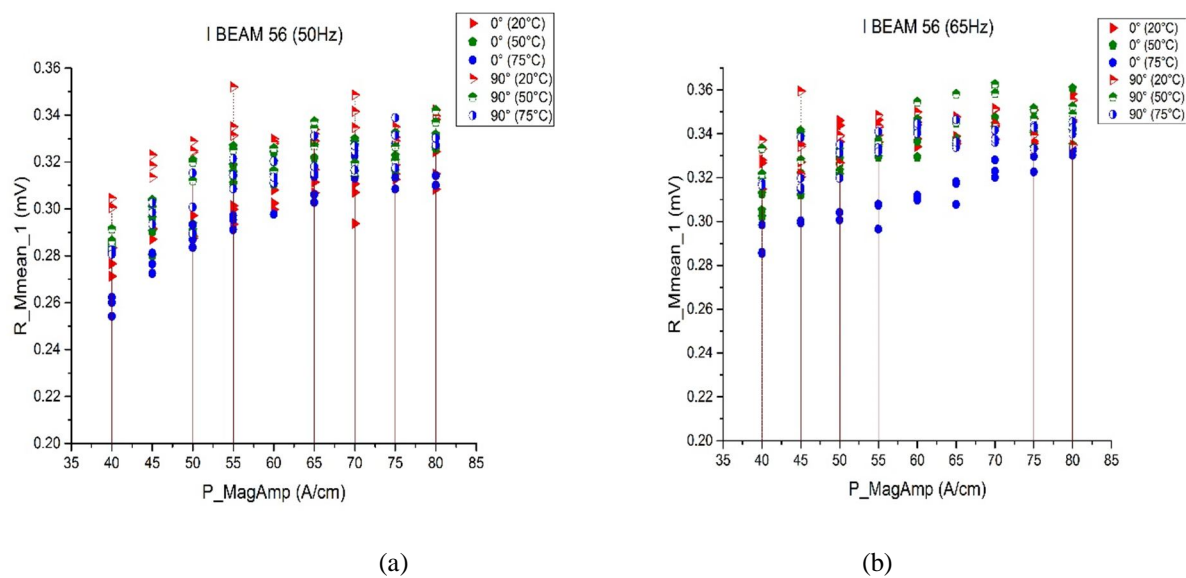 I BEAM 56 (50Hz)
0° (20°C)
0° (50°C)
0° (75°C)
90° (20°C)
90° (50°C)
90° (75°C)
0.36
0.34
0.32
0.30
0.28
0.26
0.24
0.22
0.20
R_Mmean_1 (mV)
35 40 45 50 55 60 65 70 75 80 85
P_MagAmp (A/cm)
(a)
I BEAM 56 (65Hz)
0° (20°C)
0° (50°C)
0° (75°C)
90° (20°C)
90° (50°C)
90° (75°C)
0.36
0.34
0.32
0.30
0.28
0.26
0.24
0.22
0.20
R_Mmean_1 (mV)
35 40 45 50 55 60 65 70 75 80 85
P_MagAmp (A/cm)
(b)